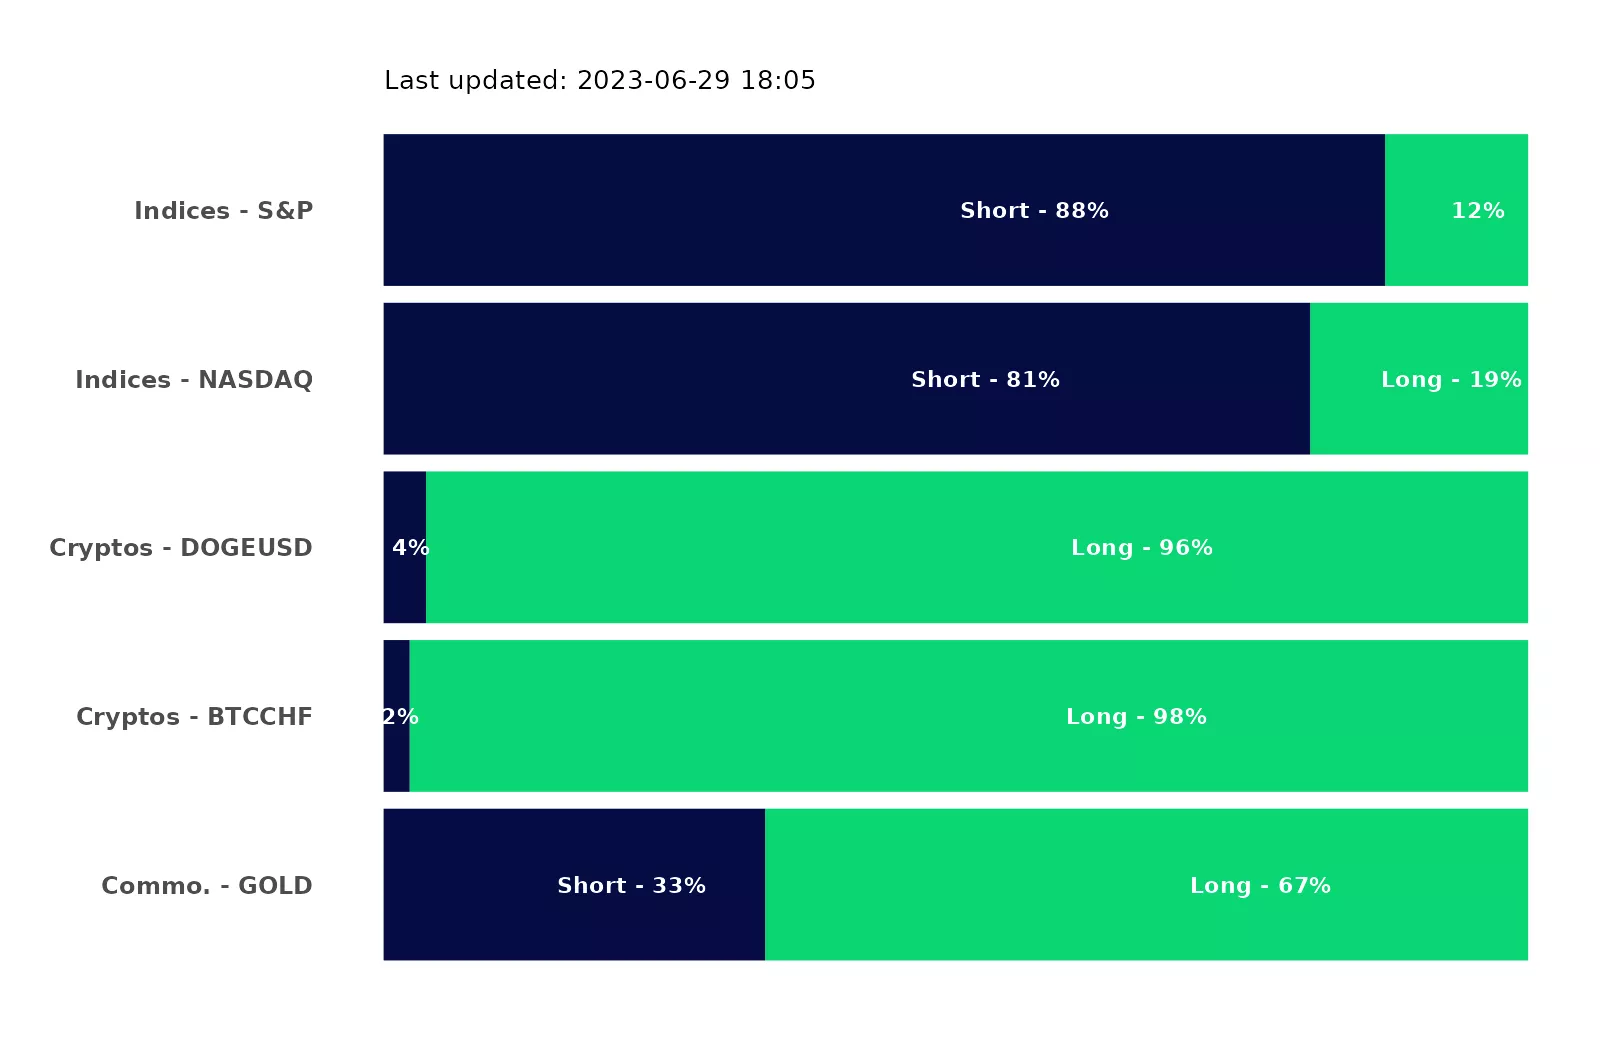 Last updated: 2023-06-29 18:05
Indices - S&P Short - 88% 12%
Indices - NASDAQ Short - 81% Long - 19%
Cryptos - DOGEUSD 4% Long - 96%
Cryptos - BTCCHF 2% Long - 98%
Commo. - GOLD Short - 33% Long - 67%